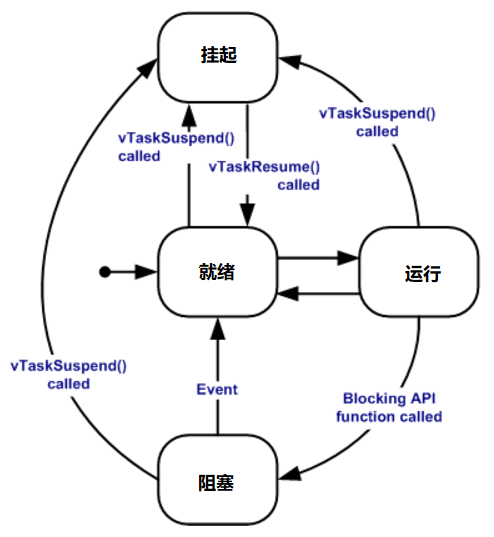 挂起
vTaskSuspend()
called
vTaskSuspend()
called
vTaskResume()
called
就绪
运行
vTaskSuspend()
called
Event
Blocking API
function called
阻塞